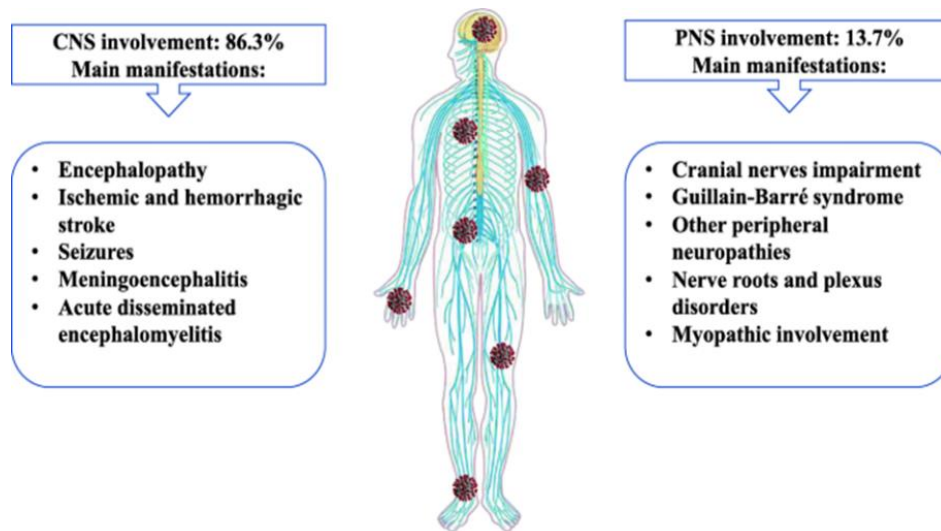 CNS involvement: 86.3%
Main manifestations:
• Encephalopathy
• Ischemic and hemorrhagic
stroke
• Seizures
• Meningoencephalitis
• Acute disseminated
encephalomyelitis
PNS involvement: 13.7%
Main manifestations:
• Cranial nerves impairment
• Guillain-Barré syndrome
• Other peripheral
neuropathies
• Nerve roots and plexus
disorders
• Myopathic involvement